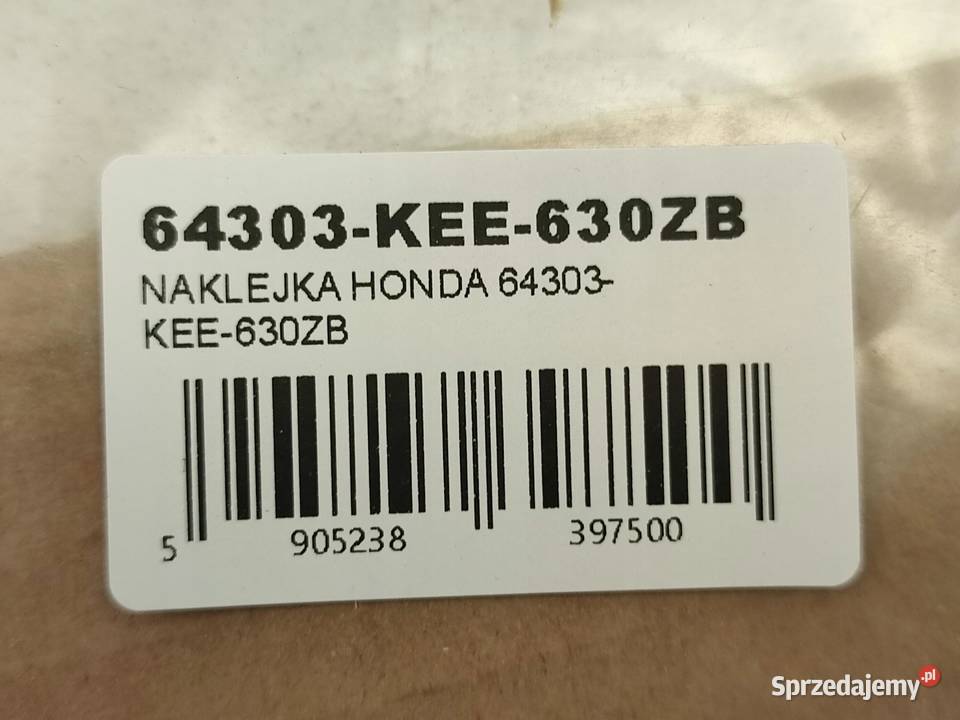 64303-KEE-630ZB
NAKLEJKA HONDA 64303-
KEE-630ZB
5 905238 397500
Sprzedajemy.pl